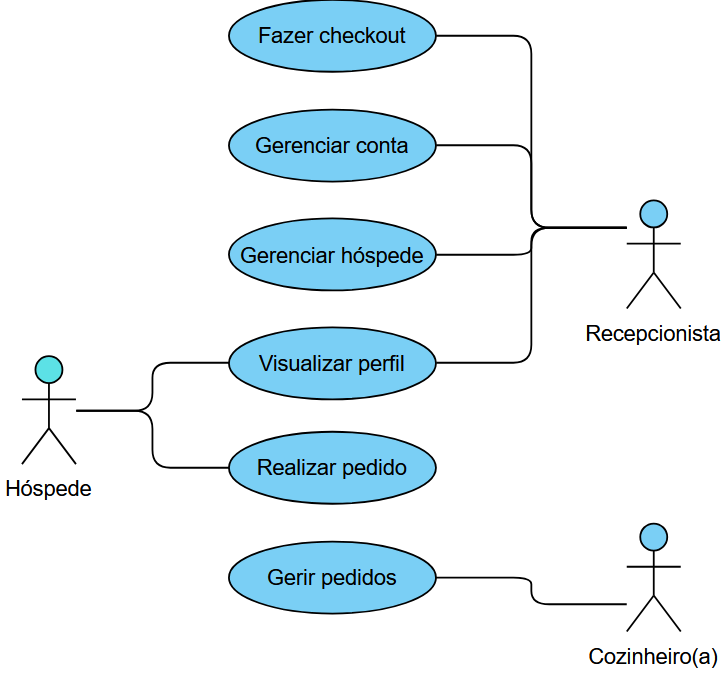 Fazer checkout
Gerenciar conta
Gerenciar hóspede
Recepcionista
Visualizar perfil
Realizar pedido
Hóspede
Gerir pedidos
Cozinheiro(a)